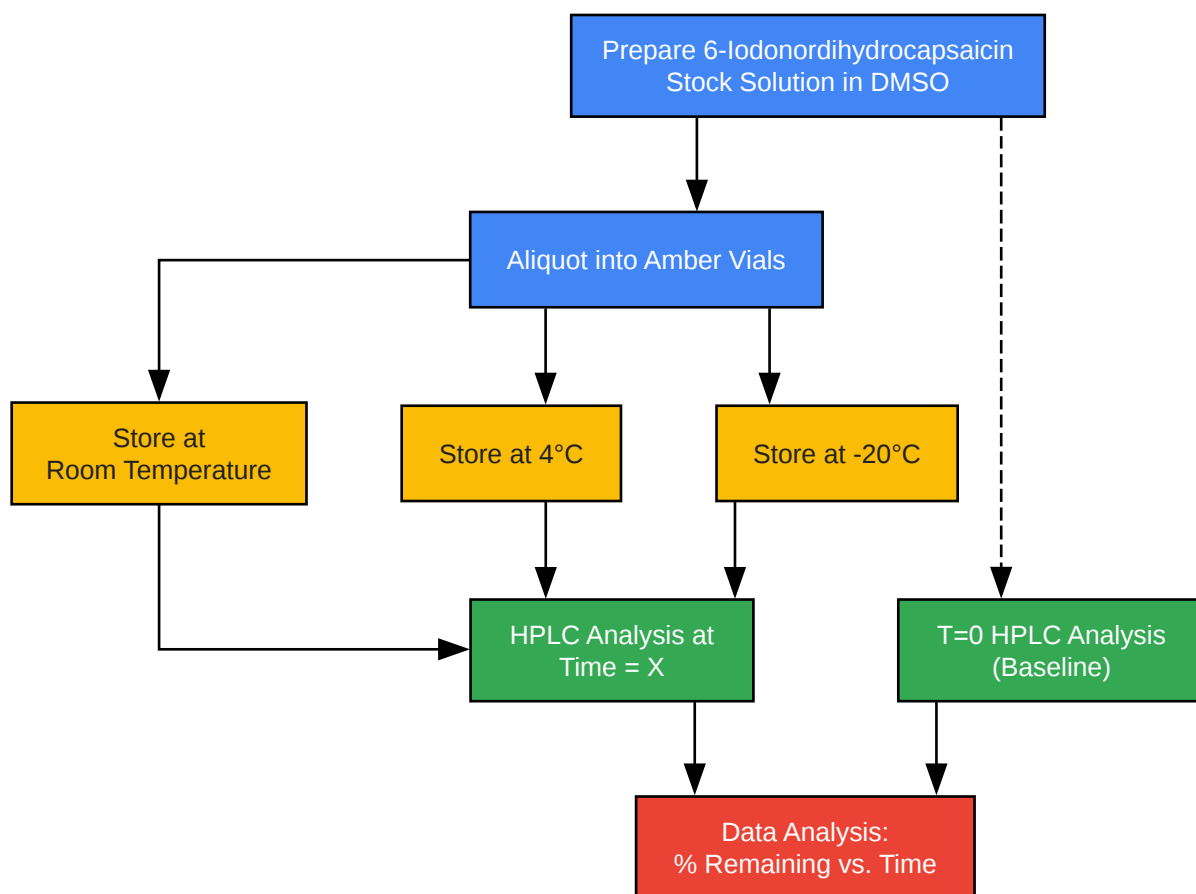 Prepare 6-Iodonordihydrocapsaicin
Stock Solution in DMSO
Aliquot into Amber Vials
Store at
Room Temperature
Store at 4°C
Store at -20°C
HPLC Analysis at
Time = X
T=0 HPLC Analysis
(Baseline)
Data Analysis:
% Remaining vs. Time